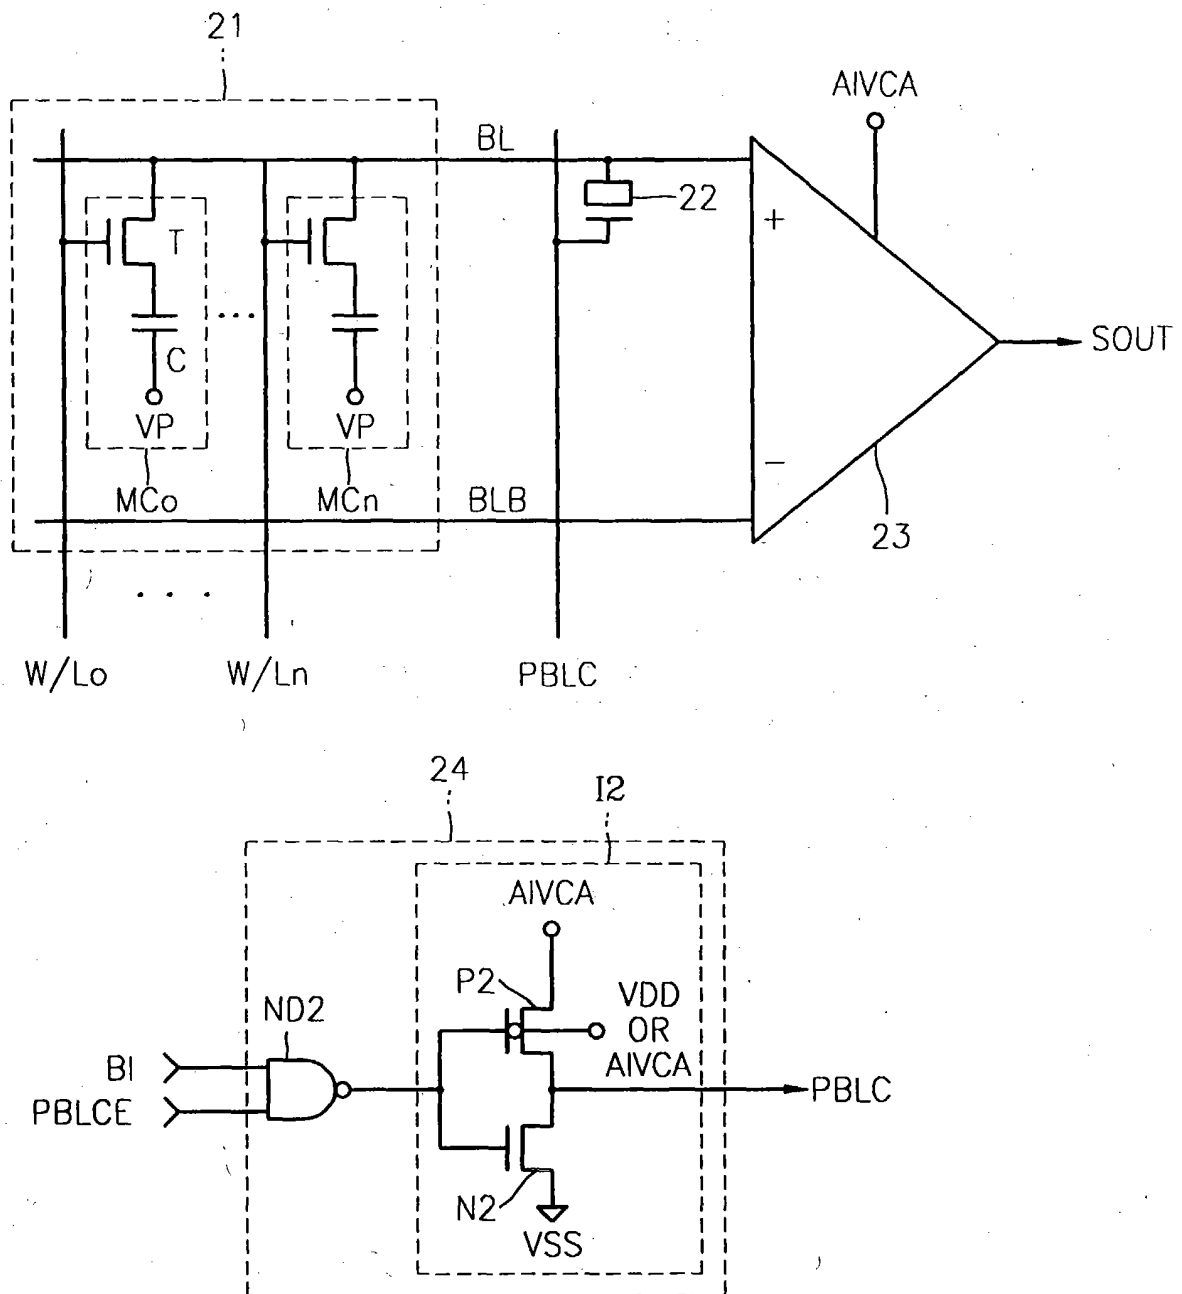 21
AIVCA
BL
22
+
T
...
C
SOUT
VP
VP
−
MCo
MCn
BLB
23
. . .
W/Lo
W/Ln
PBLC
24
I2
AIVCA
P2
VDD
OR
AIVCA
ND2
BI
PBLCE
PBLC
N2
VSS